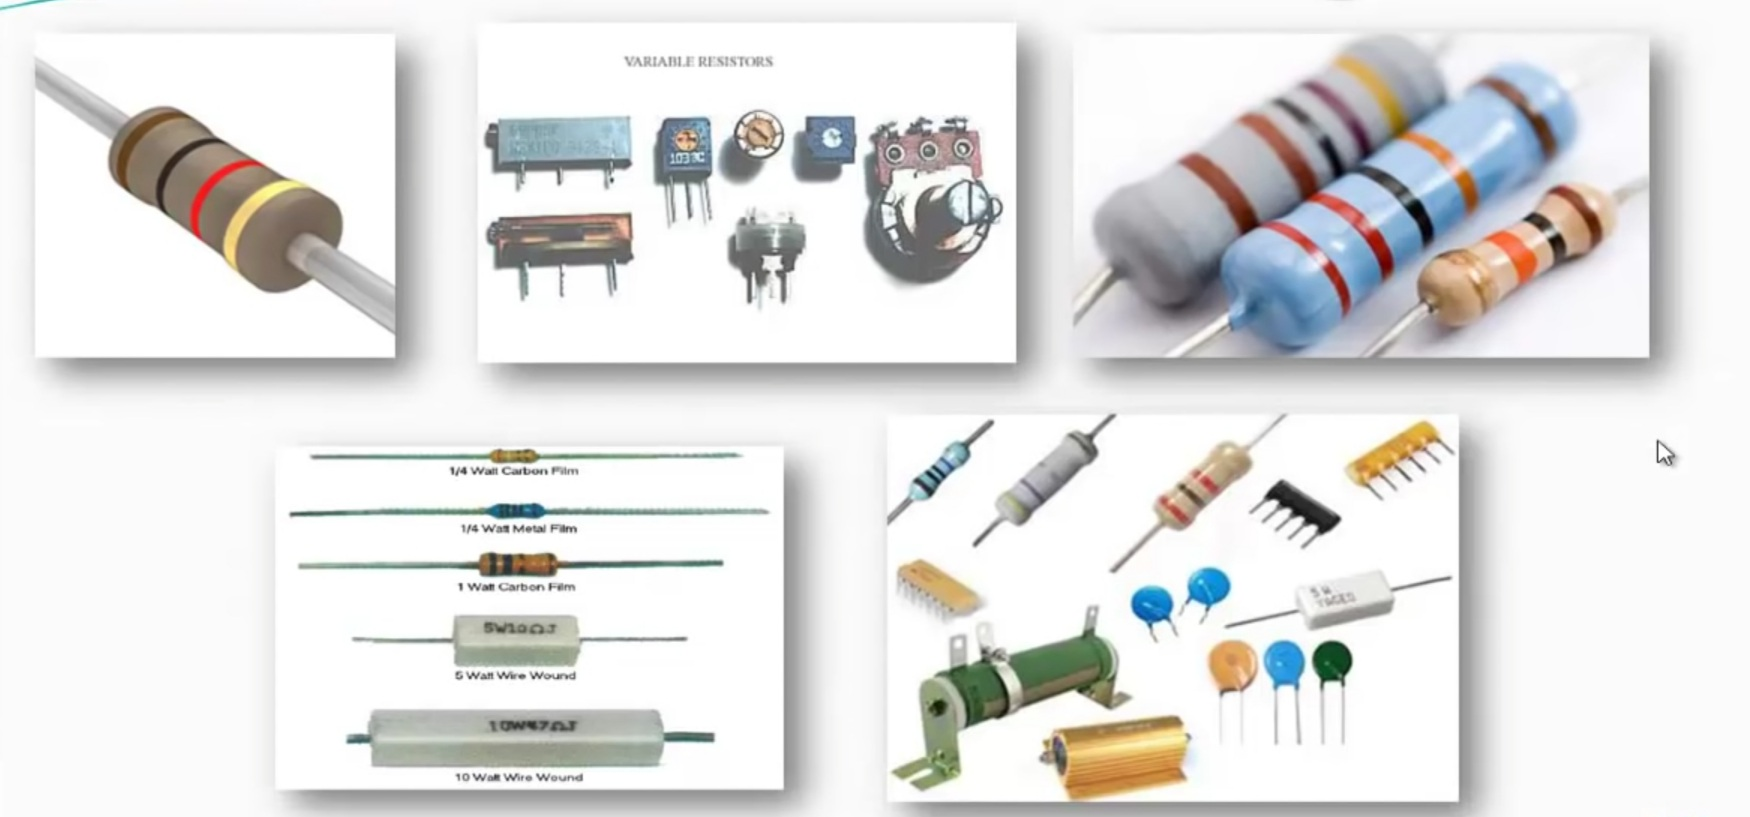 VARIABLE RESISTORS
1/4 Watt Carbon Film
1/4 Watt Metal Film
1 Watt Carbon Film
5W10ΩJ
5 Watt Wire Wound
10W47ΩJ
10 Watt Wire Wound
5W